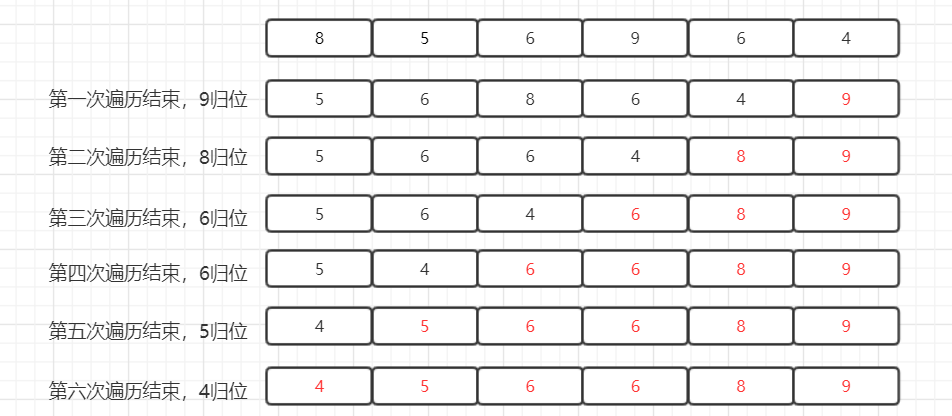 8 5 6 9 6 4
第一次遍历结束，9归位 5 6 8 6 4 9
第二次遍历结束，8归位 5 6 6 4 8 9
第三次遍历结束，6归位 5 6 4 6 8 9
第四次遍历结束，6归位 5 4 6 6 8 9
第五次遍历结束，5归位 4 5 6 6 8 9
第六次遍历结束，4归位 4 5 6 6 8 9